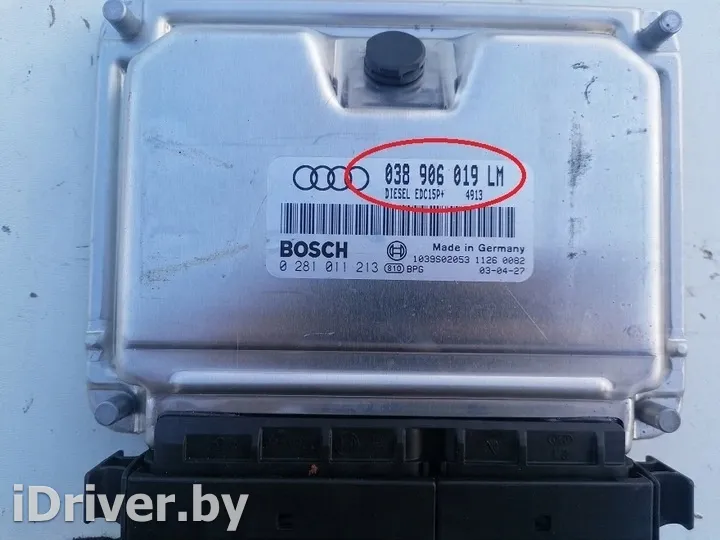 038 906 019 LM
DIESEL EDC15P+ 4913
BOSCH
Made in Germany
0 281 011 213 810 BPG
1039S02053 1126 0082
03-04-27
iDriver.by